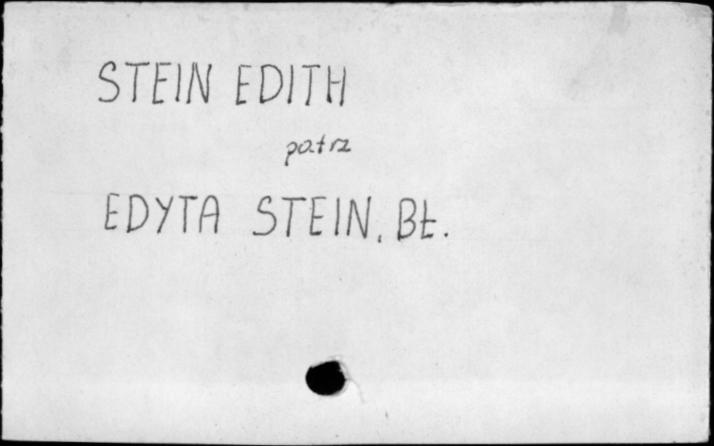 STEIN EDITH
patrz
EDYTA STEIN, Bł.